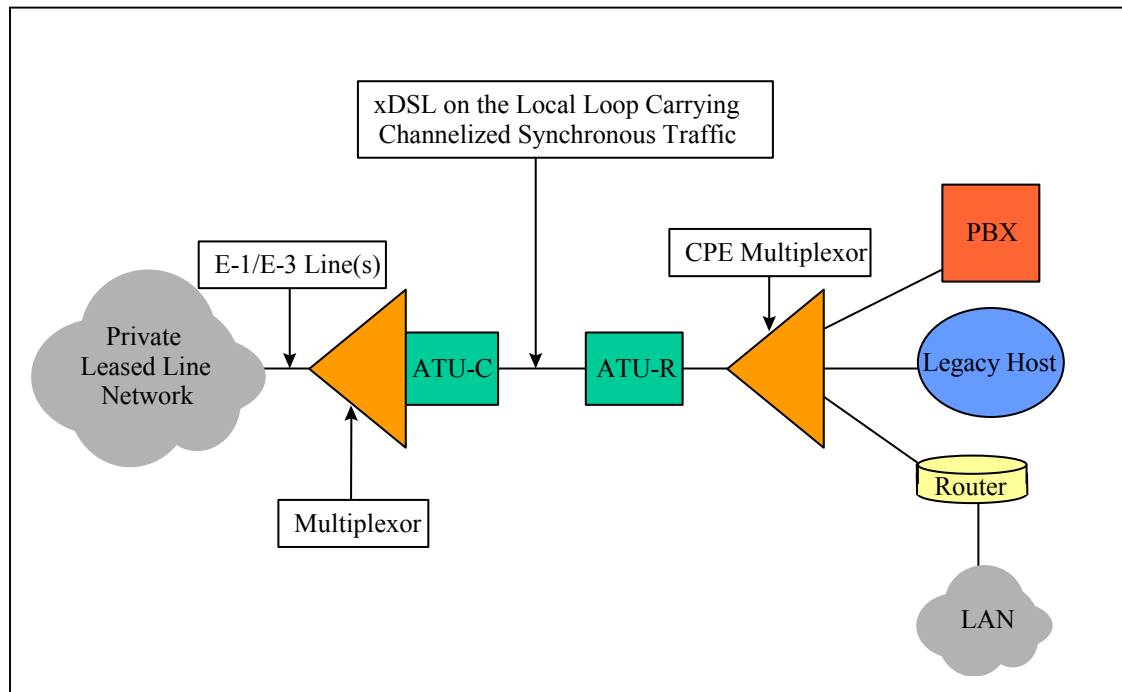 xDSL on the Local Loop Carrying
Channelized Synchronous Traffic
PBX
E-1/E-3 Line(s)
CPE Multiplexor
Private
Leased Line
Network
ATU-C
ATU-R
Legacy Host
Router
Multiplexor
LAN